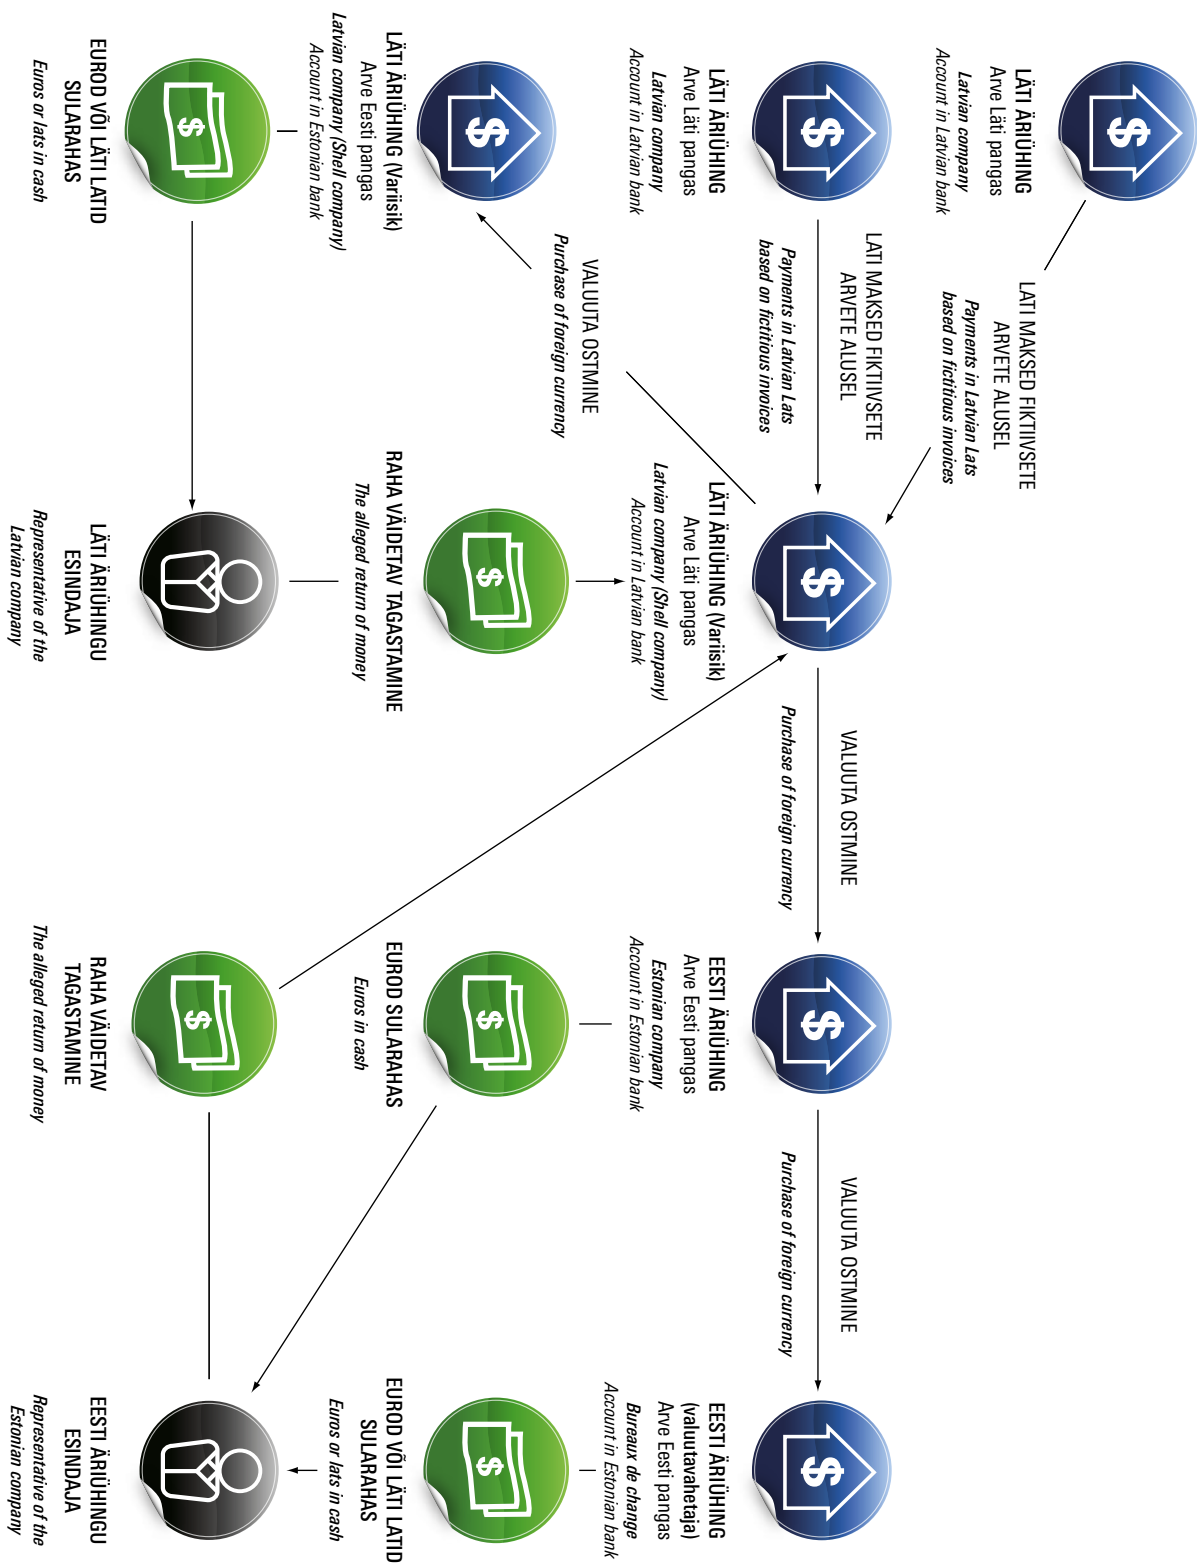 LÄTI ÄRIÜHING
Arve Läti pangas
Latvian company
Account in Latvian bank
LATI MAKSED FIKTIIVSETE
ARVETE ALUSEL
Payments in Latvian Lats
based on fictitious invoices
LATI MAKSED FIKTIIVSETE
ARVETE ALUSEL
Payments in Latvian Lats
based on fictitious invoices
VALUUTA OSTMINE
Purchase of foreign currency
VALUUTA OSTMINE
Purchase of foreign currency
LÄTI ÄRIÜHING
Arve Läti pangas
Latvian company
Account in Latvian bank
LÄTI ÄRIÜHING (Variisik)
Arve Läti pangas
Latvian company (Shell company)
Account in Latvian bank
EESTI ÄRIÜHING
Arve Eesti pangas
Estonian company
Account in Estonian bank
EESTI ÄRIÜHING
(valuutavahetaja)
Arve Eesti pangas
Bureaux de change
Account in Estonian bank
VALUUTA OSTMINE
Purchase of foreign currency
LÄTI ÄRIÜHING (Variisik)
Arve Eesti pangas
Latvian company (Shell company)
Account in Estonian bank
RAHA VÄIDETAV TAGASTAMINE
The alleged return of money
EUROD SULARAHAS
Euros in cash
EUROD VÕI LÄTI LATID
SULARAHAS
Euros or lats in cash
EUROD VÕI LÄTI LATID
SULARAHAS
Euros or lats in cash
LÄTI ÄRIÜHINGU
ESINDAJA
Representative of the
Latvian company
RAHA VÄIDETAV
TAGASTAMINE
The alleged return of money
EESTI ÄRIÜHINGU
ESINDAJA
Representative of the
Estonian company